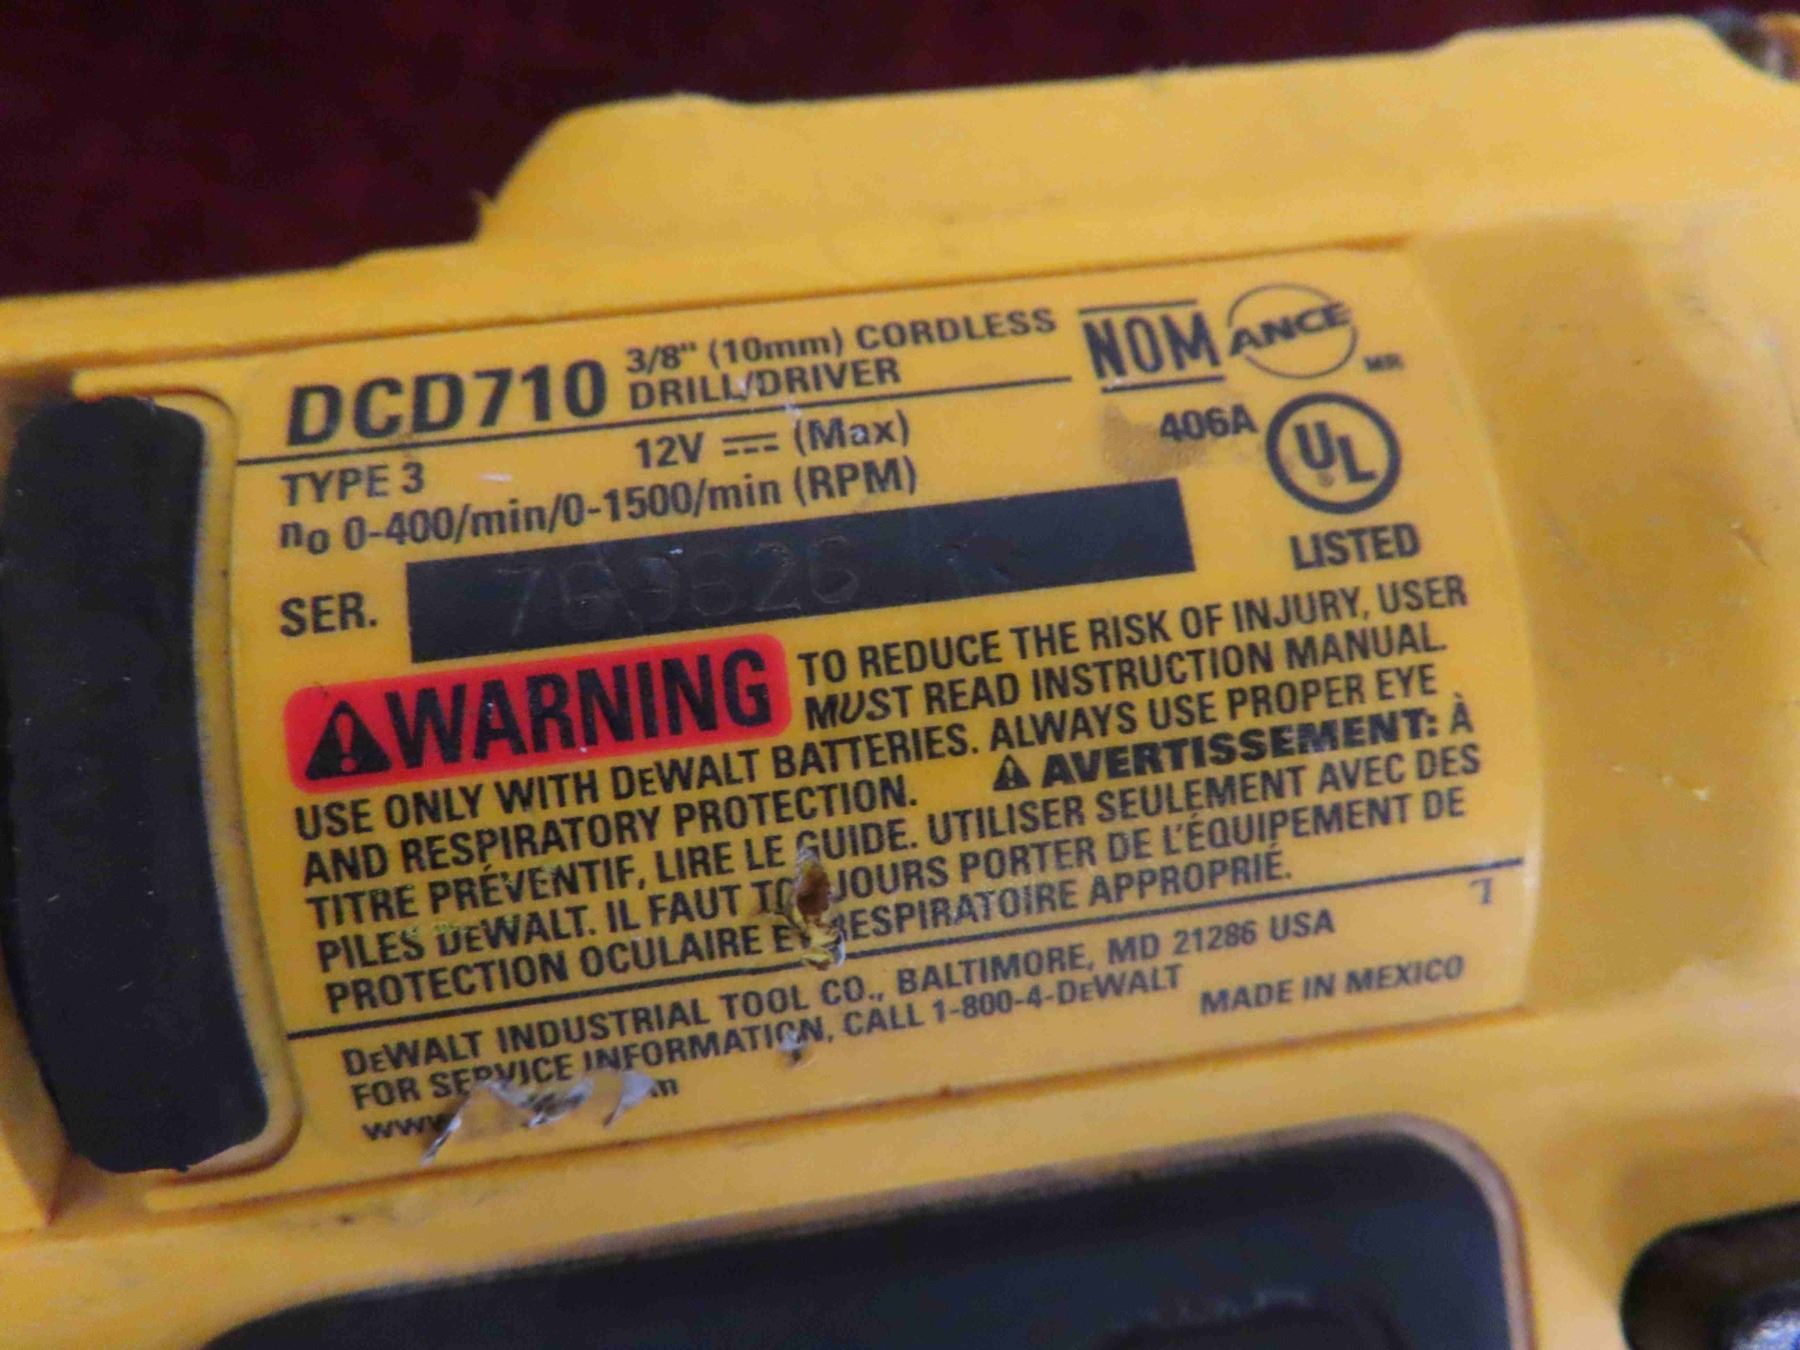 DCD710 3/8" (10mm) CORDLESS
DRILL/DRIVER
NOM ANCE MR
TYPE 3 12V (Max)
406A UL ®
n₀ 0-400/min/0-1500/min (RPM)
LISTED
SER.
WARNING TO REDUCE THE RISK OF INJURY, USER
MUST READ INSTRUCTION MANUAL.
USE ONLY WITH DEWALT BATTERIES. ALWAYS USE PROPER EYE
AND RESPIRATORY PROTECTION. AVERTISSEMENT: À
TITRE PRÉVENTIF, LIRE LE GUIDE. UTILISER SEULEMENT AVEC DES
PILES DEWALT. IL FAUT TOUJOURS PORTER DE L'ÉQUIPEMENT DE
PROTECTION OCULAIRE ET RESPIRATOIRE APPROPRIÉ.
DEWALT INDUSTRIAL TOOL CO., BALTIMORE, MD 21286 USA
FOR SERVICE INFORMATION, CALL 1-800-4-DEWALT
MADE IN MEXICO